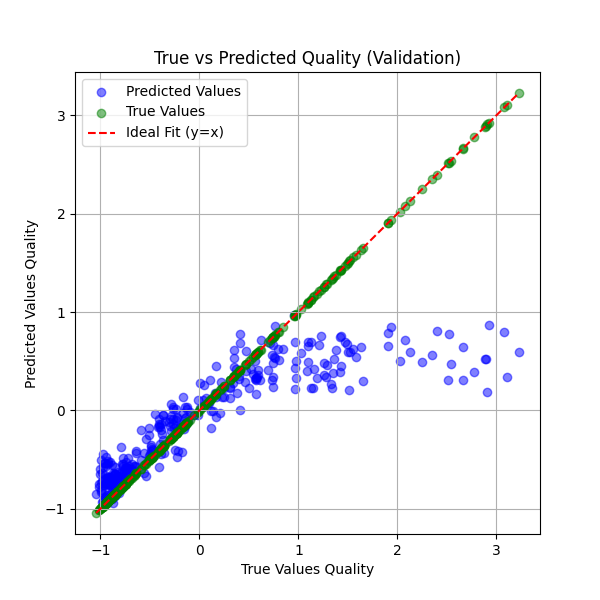 True vs Predicted Quality (Validation)
Predicted Values
True Values
Ideal Fit (y=x)
Predicted Values Quality
3
2
1
0
−1
−1 0 1 2 3
True Values Quality